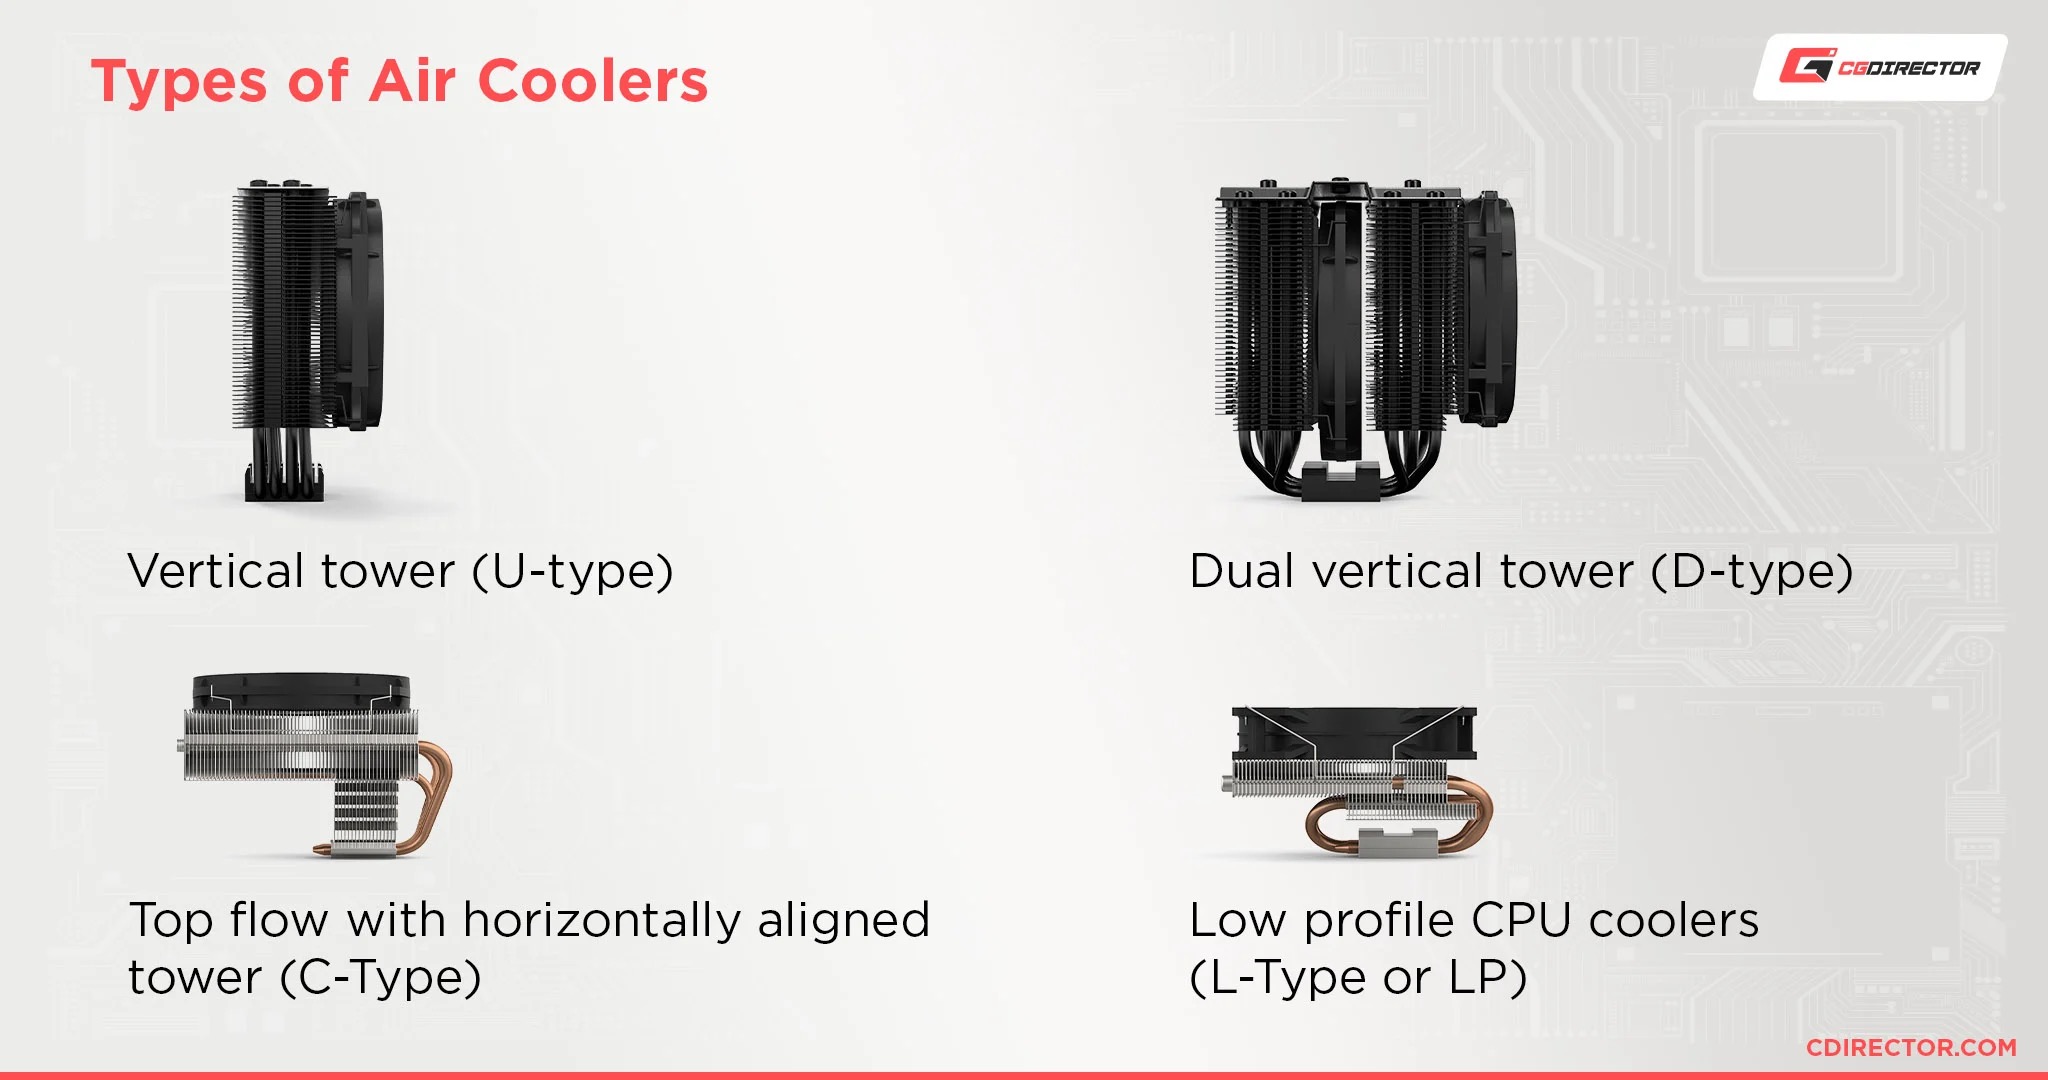 Types of Air Coolers
CGDIRECTOR
Vertical tower (U-type)
Dual vertical tower (D-type)
Top flow with horizontally aligned
tower (C-Type)
Low profile CPU coolers
(L-Type or LP)
CDIRECTOR.COM